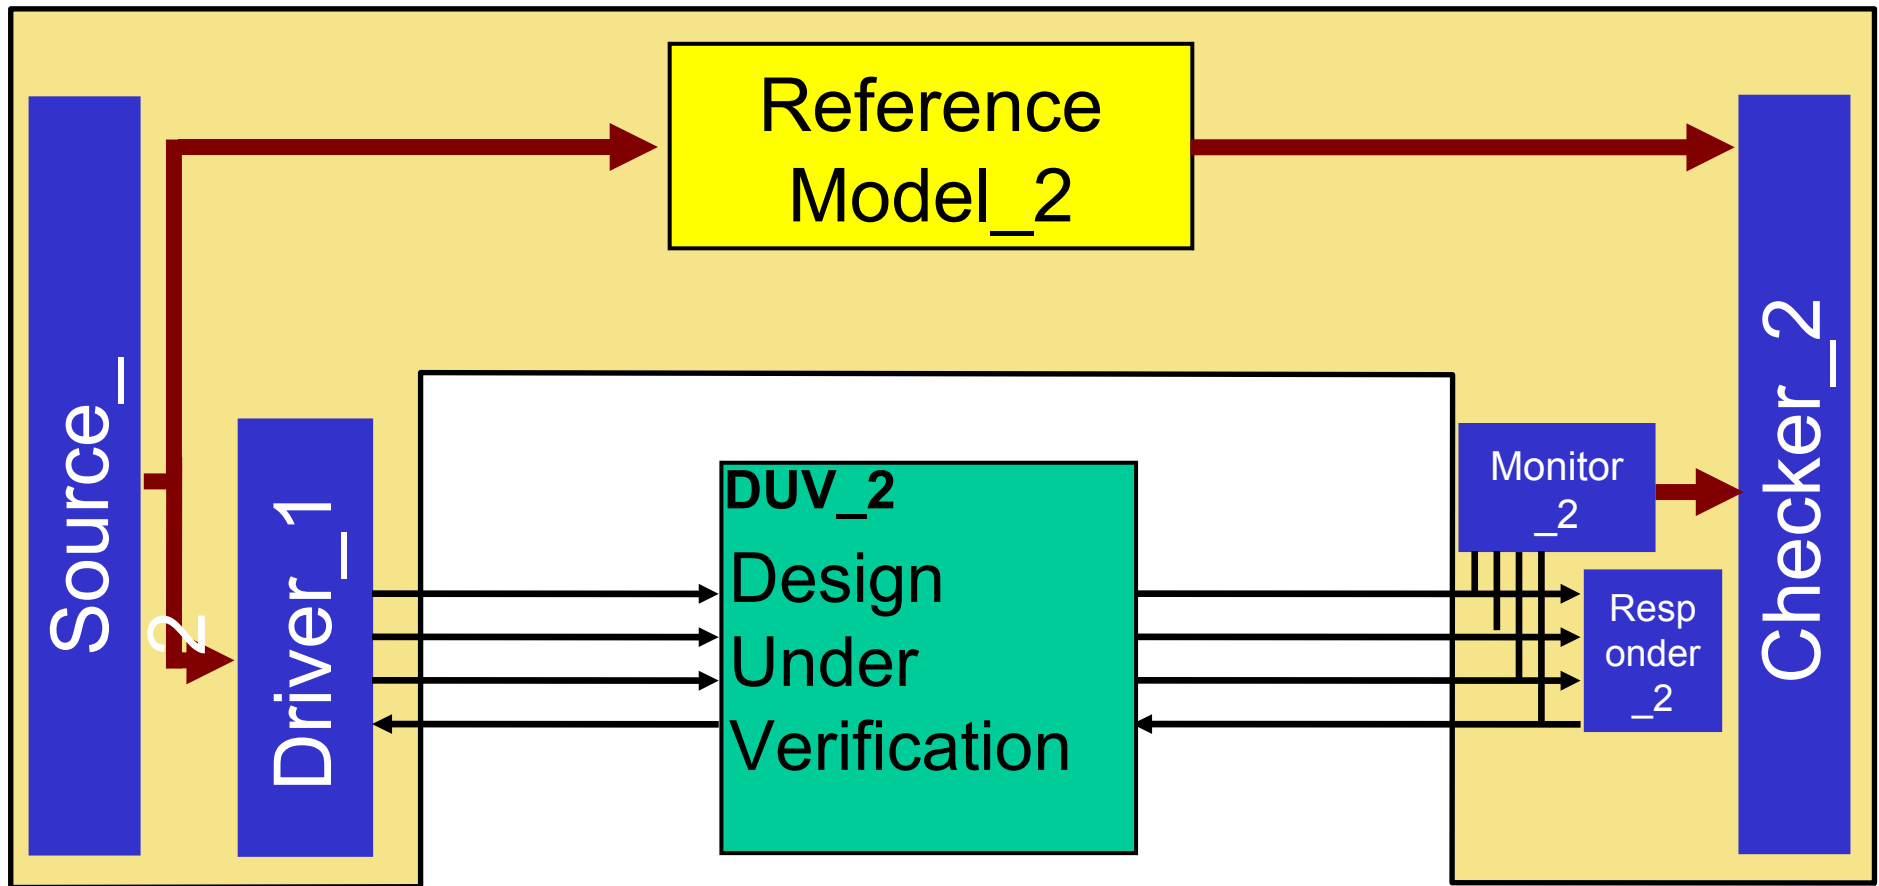 Reference
Model_2
Source_
2
Driver_1
DUV_2
Design
Under
Verification
Monitor
_2
Resp
onder
_2
Checker_2